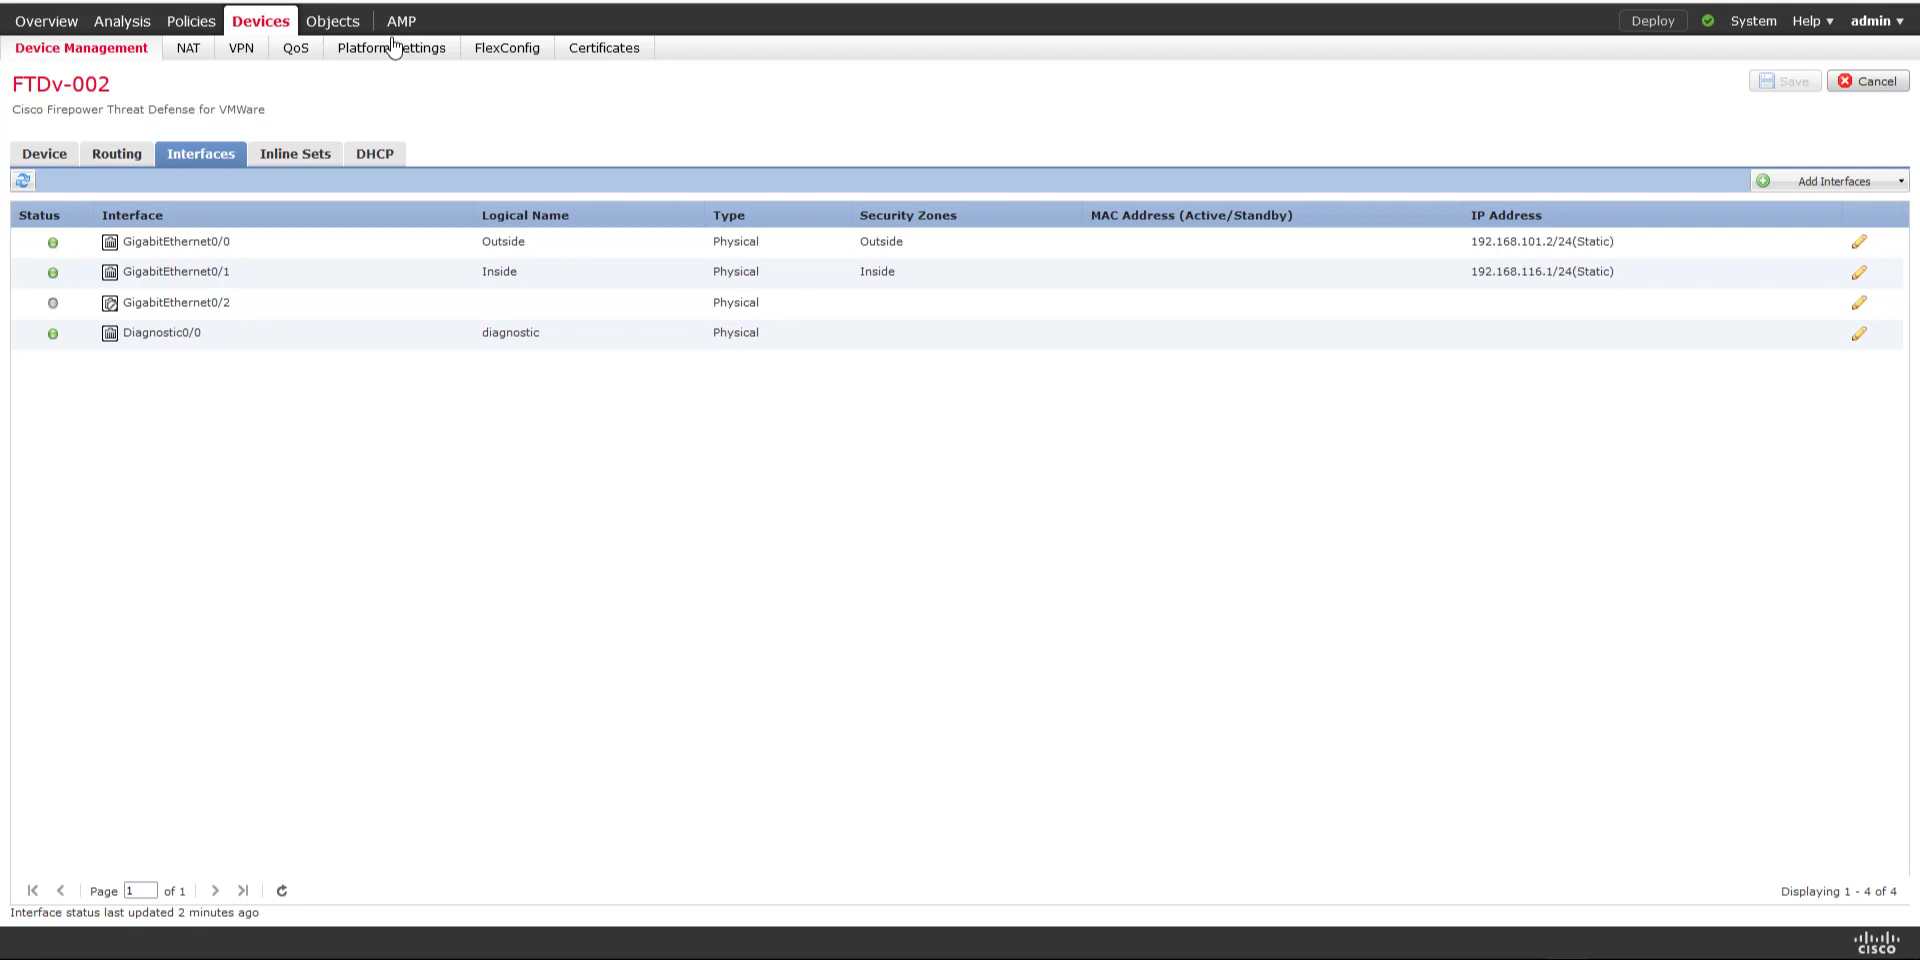 Overview Analysis Policies Devices Objects AMP Deploy System Help admin
Device Management NAT VPN QoS Platform ettings FlexConfig Certificates
FTDv-002 Save Cancel
Cisco Firepower Threat Defense for VMWare
Device Routing Interfaces Inline Sets DHCP
Add Interfaces
Status Interface Logical Name Type Security Zones MAC Address (Active/Standby) IP Address
GigabitEthernet0/0 Outside Physical Outside 192.168.101.2/24(Static)
GigabitEthernet0/1 Inside Physical Inside 192.168.116.1/24(Static)
GigabitEthernet0/2 Physical
Diagnostic0/0 diagnostic Physical
Page 1 of 1 Displaying 1 - 4 of 4
Interface status last updated 2 minutes ago
cisco